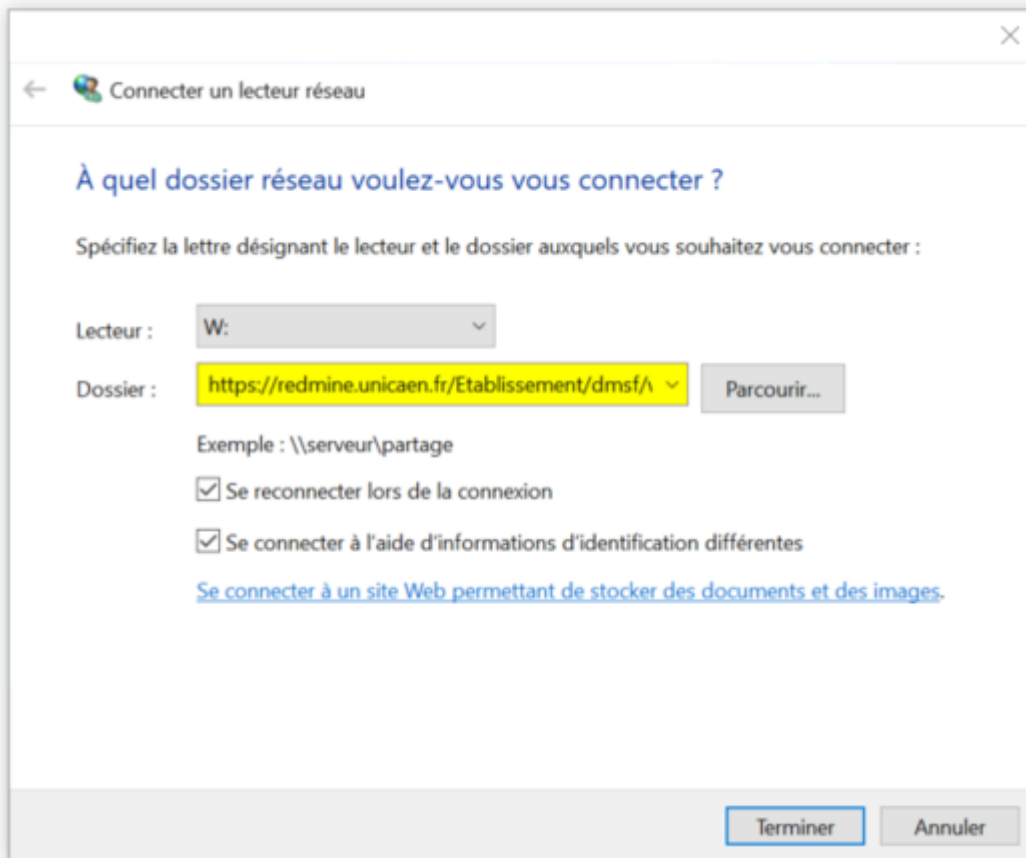 Connecter un lecteur réseau
À quel dossier réseau voulez-vous vous connecter ?
Spécifiez la lettre désignant le lecteur et le dossier auxquels vous souhaitez vous connecter :
Lecteur : W:
Dossier : https://redmine.unicaen.fr/Etablissement/dmsf/ Parcourir...
Exemple : \\serveur\partage
Se reconnecter lors de la connexion
Se connecter à l'aide d'informations d'identification différentes
Se connecter à un site Web permettant de stocker des documents et des images.
Terminer Annuler